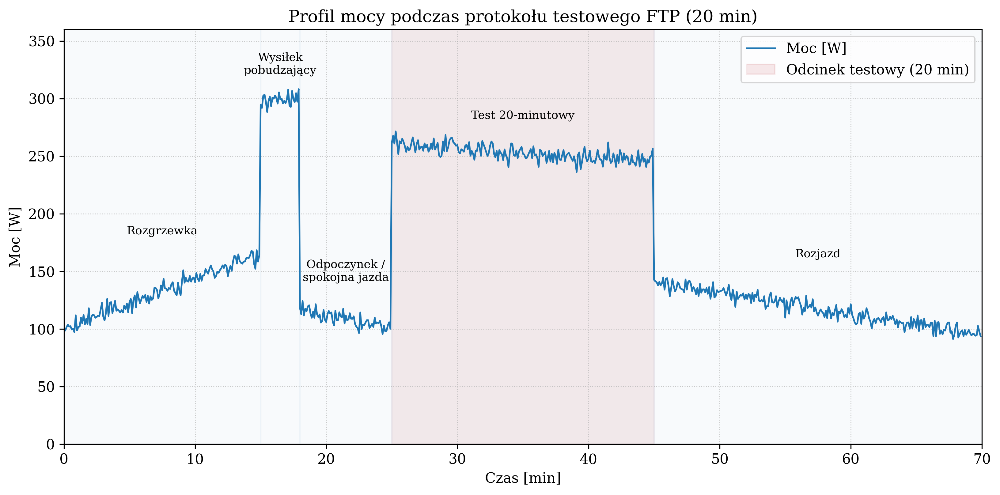 Profil mocy podczas protokołu testowego FTP (20 min)
Moc [W]
350
300
250
200
150
100
50
0
Wysiłek
pobudzający
Moc [W]
Odcinek testowy (20 min)
Test 20-minutowy
Rozgrzewka
Odpoczynek /
spokojna jazda
Rozjazd
0 10 20 30 40 50 60 70
Czas [min]